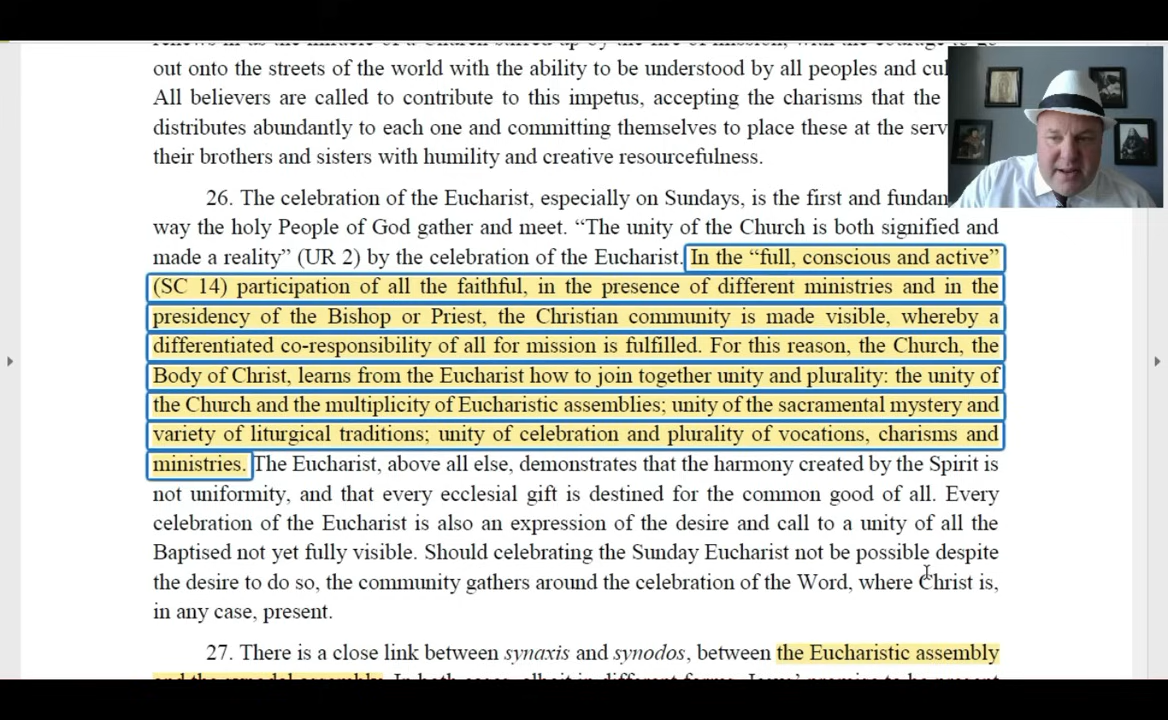 out onto the streets of the world with the ability to be understood by all peoples and
All believers are called to contribute to this impetus, accepting the charisms that the
distributes abundantly to each one and committing themselves to place these at the
their brothers and sisters with humility and creative resourcefulness.
26. The celebration of the Eucharist, especially on Sundays, is the first and
way the holy People of God gather and meet. “The unity of the Church is both signified and
made a reality” (UR 2) by the celebration of the Eucharist. In the “full, conscious and active”
(SC 14) participation of all the faithful, in the presence of different ministries and in the
presidency of the Bishop or Priest, the Christian community is made visible, whereby a
differentiated co-responsibility of all for mission is fulfilled. For this reason, the Church, the
Body of Christ, learns from the Eucharist how to join together unity and plurality: the unity of
the Church and the multiplicity of Eucharistic assemblies; unity of the sacramental mystery and
variety of liturgical traditions; unity of celebration and plurality of vocations, charisms and
ministries. The Eucharist, above all else, demonstrates that the harmony created by the Spirit is
not uniformity, and that every ecclesial gift is destined for the common good of all. Every
celebration of the Eucharist is also an expression of the desire and call to a unity of all the
Baptised not yet fully visible. Should celebrating the Sunday Eucharist not be possible despite
the desire to do so, the community gathers around the celebration of the Word, where Christ is,
in any case, present.
27. There is a close link between synaxis and synodos, between the Eucharistic assembly